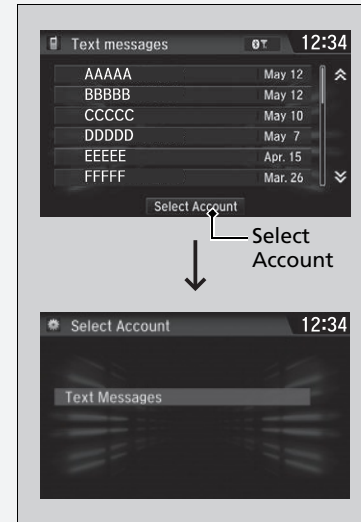 Text messages 12:34
AAAAA May 12
BBBBB May 12
CCCCC May 10
DDDDD May 7
EEEEE Apr. 15
FFFFF Mar. 26
Select Account
Select
Account
Select Account 12:34
Text Messages